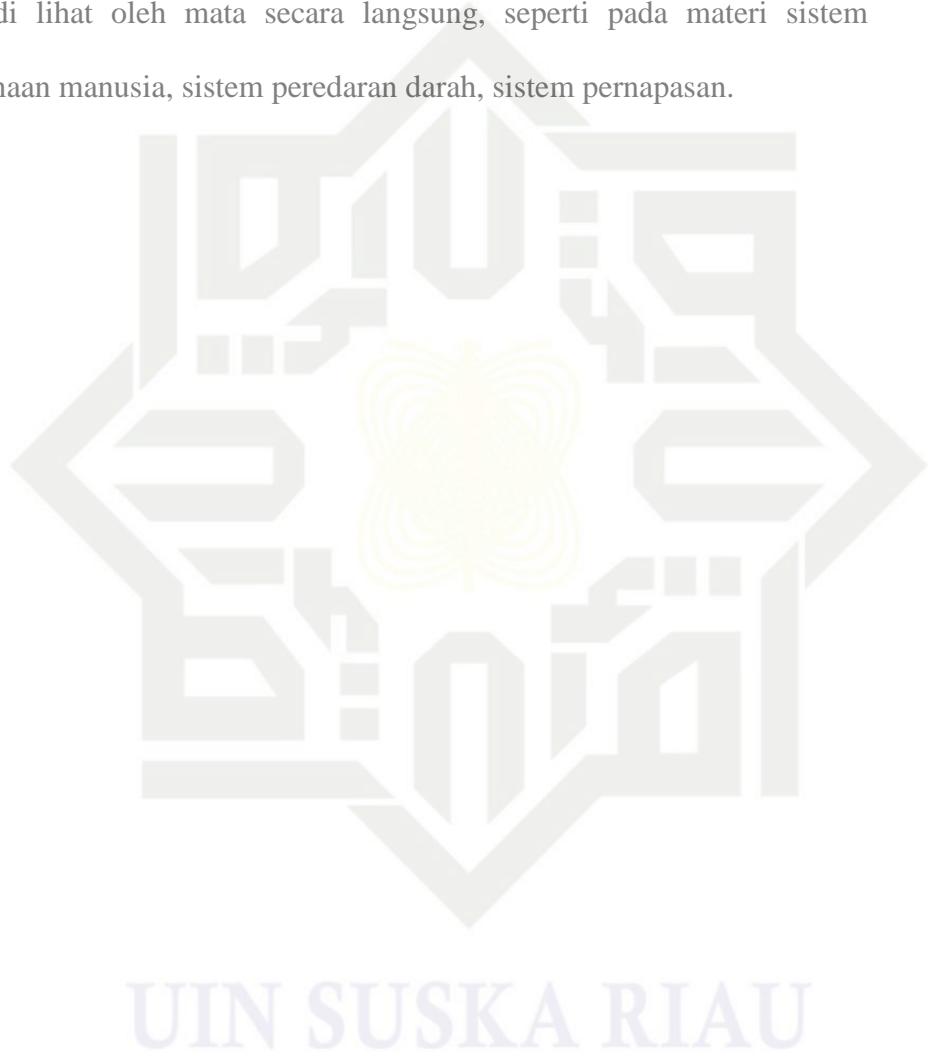 di lihat oleh mata secara langsung, seperti pada materi sistem
naan manusia, sistem peredaran darah, sistem pernapasan.
UIN SUSKA RIAU